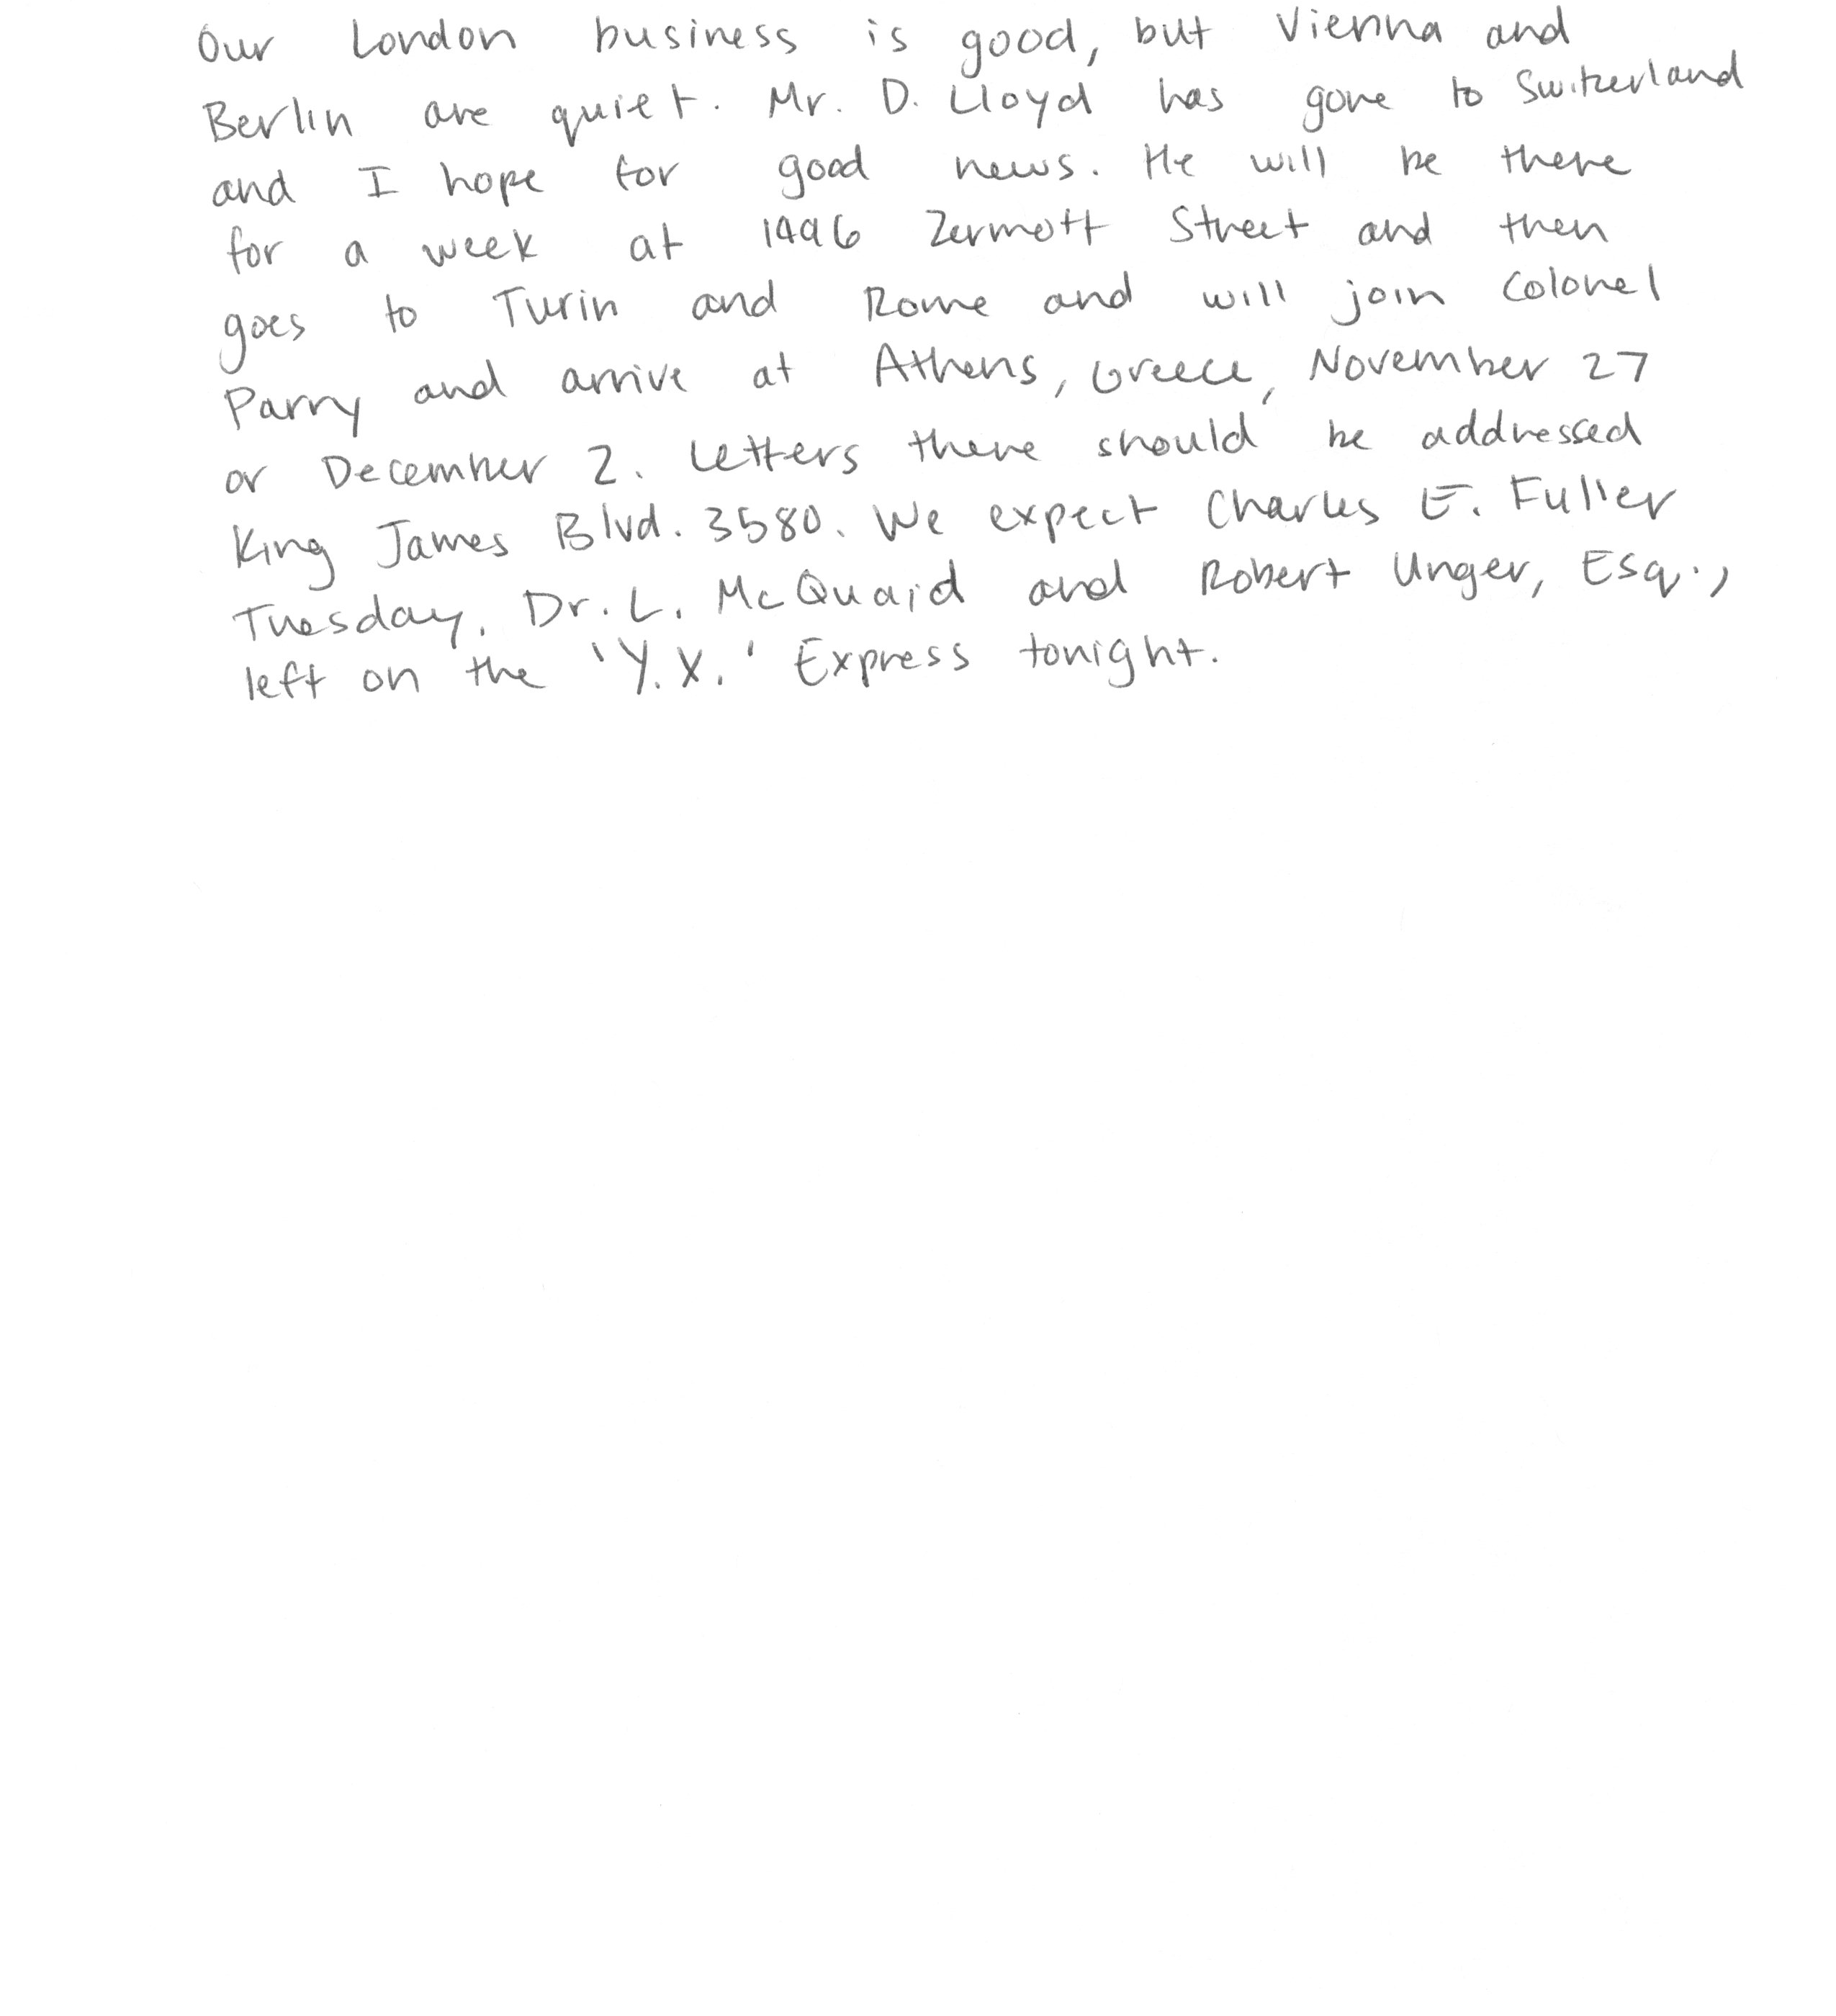 Our London business is good, but Vienna and
Berlin are quiet. Mr. D. Lloyd has gone to Switzerland
and I hope for good news. He will be there
for a week at 1496 Zermott Street and then
goes to Turin and Rome and will join Colonel
Parry and arrive at Athens, Greece, November 27
or December 2. Letters there should be addressed
King James Blvd. 3580. We expect Charles E. Fuller
Tuesday. Dr. L. McQuaid and Robert Unger, Esq.,
left on the 'Y.X.' Express tonight.